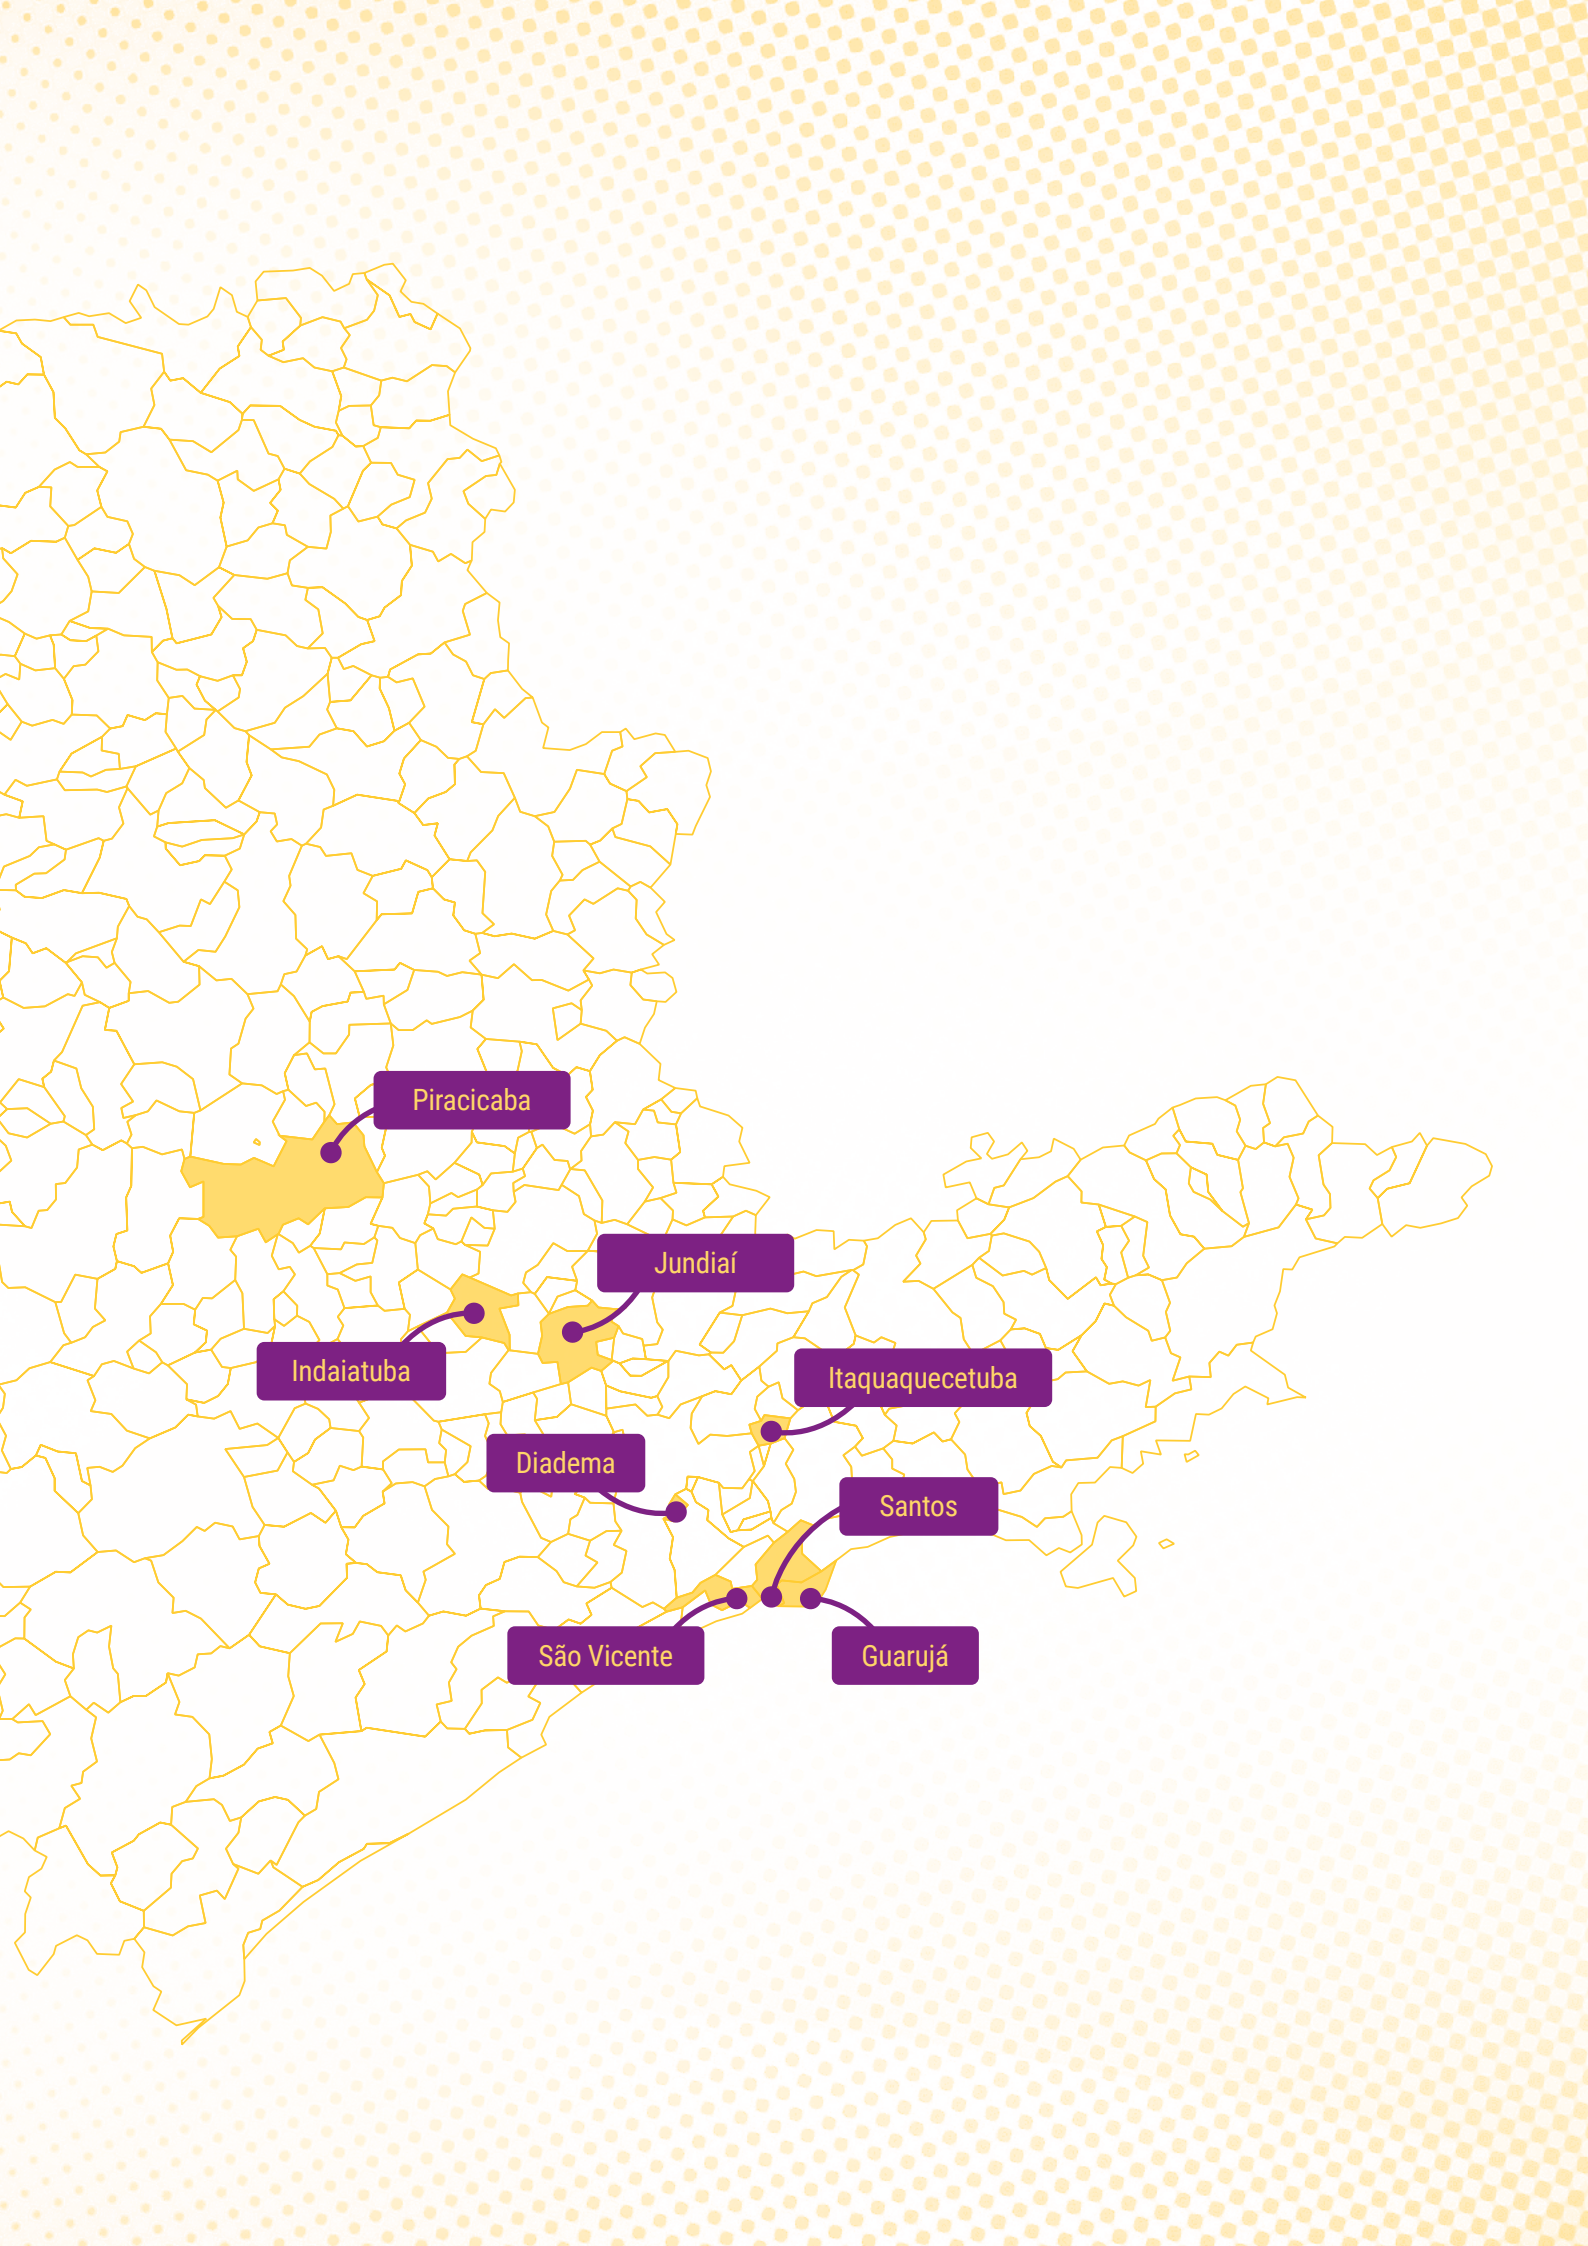 Piracicaba
Jundiaí
Indaiatuba
Itaquaquecetuba
Diadema
Santos
São Vicente
Guarujá